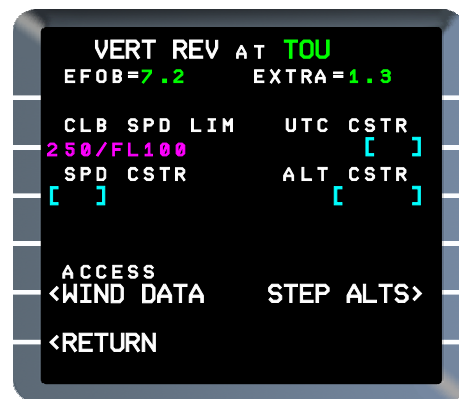 VERT REV AT TOU
EFOB=7.2 EXTRA=1.3
CLB SPD LIM UTC CSTR
250/FL100 [ ]
SPD CSTR ALT CSTR
[ ] [ ]
ACCESS
<WIND DATA STEP ALTS>
<RETURN